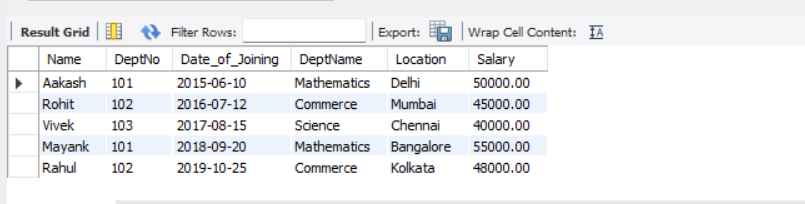 Result Grid Filter Rows: Export: Wrap Cell Content: IA
Name DeptNo Date_of_Joining DeptName Location Salary
Aakash 101 2015-06-10 Mathematics Delhi 50000.00
Rohit 102 2016-07-12 Commerce Mumbai 45000.00
Vivek 103 2017-08-15 Science Chennai 40000.00
Mayank 101 2018-09-20 Mathematics Bangalore 55000.00
Rahul 102 2019-10-25 Commerce Kolkata 48000.00